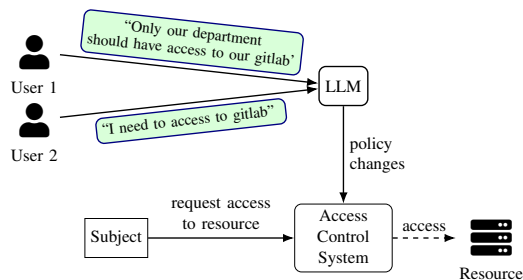 “Only our department
should have access to our gitlab’
User 1
LLM
“I need to access to gitlab”
User 2
policy
changes
request access
to resource
Subject
Access
Control
System
access
Resource